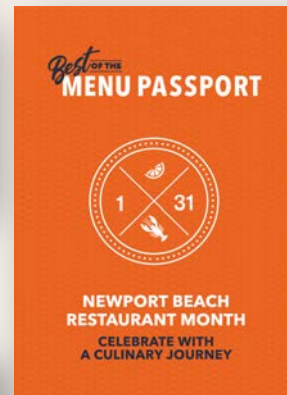 Best OF THE
MENU PASSPORT
1 31
NEWPORT BEACH
RESTAURANT MONTH
CELEBRATE WITH
A CULINARY JOURNEY